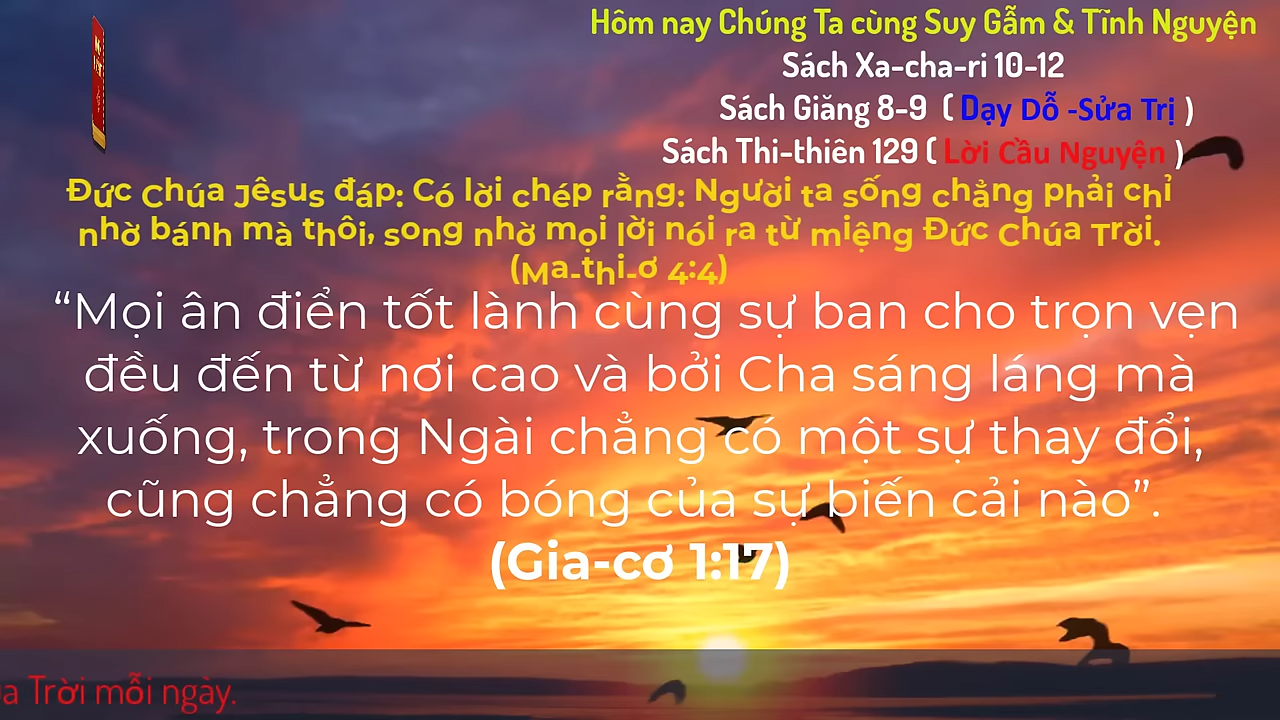 Hôm nay Chúng Ta cùng Suy Gẫm & Tĩnh Nguyện
Sách Xa-cha-ri 10-12
Sách Giăng 8-9 ( Dạy Dỗ -Sửa Trị )
Sách Thi-thiên 129 ( Lời Cầu Nguyện )
Đức Chúa Jêsus đáp: Có lời chép rằng: Người ta sống chẳng phải chỉ
nhờ bánh mà thôi, song nhờ mọi lời nói ra từ miệng Đức Chúa Trời.
(Ma-thi-ơ 4:4)
“Mọi ân điển tốt lành cùng sự ban cho trọn vẹn
đều đến từ nơi cao và bởi Cha sáng láng mà
xuống, trong Ngài chẳng có một sự thay đổi,
cũng chẳng có bóng của sự biến cải nào”.
(Gia-cơ 1:17)
Trời mỗi ngày.